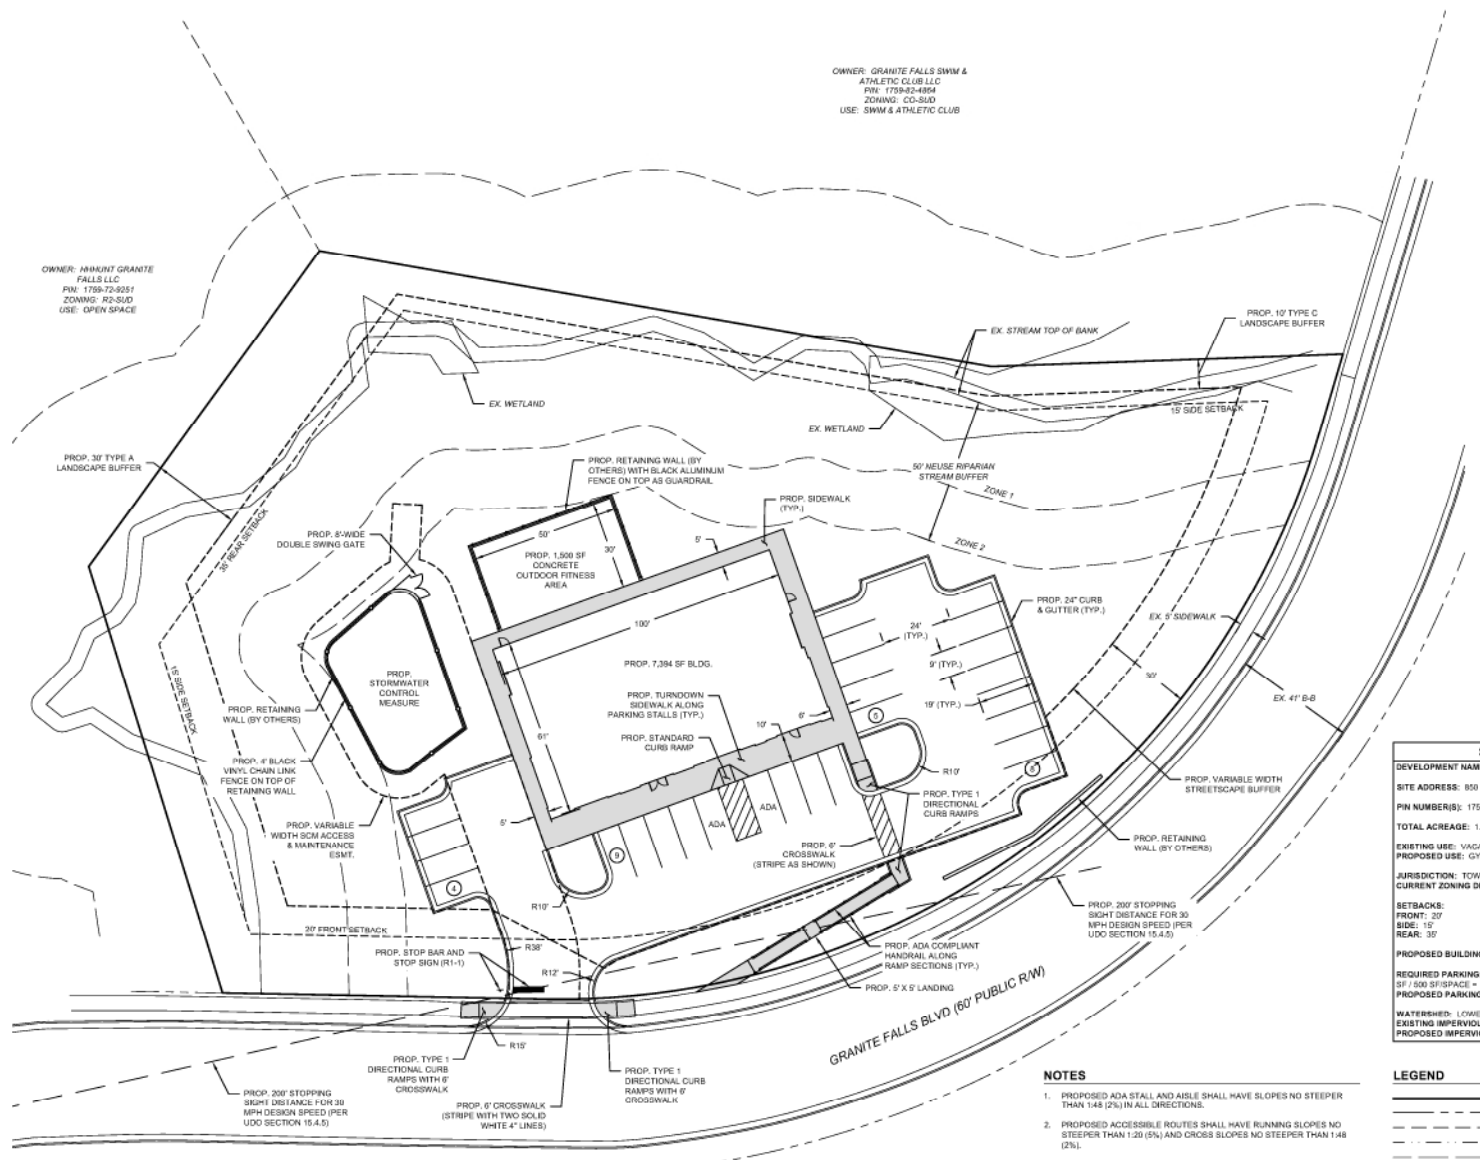 OWNER: GRANITE FALLS SWIM &
ATHLETIC CLUB LLC
PIN: 1759-82-4864
ZONING: CO-SUD
USE: SWIM & ATHLETIC CLUB
OWNER: HHHUNT GRANITE
FALLS LLC
PIN: 1759-72-9251
ZONING: R2-SUD
USE: OPEN SPACE
PROP. 10' TYPE C
LANDSCAPE BUFFER
EX. STREAM TOP OF BANK
EX. WETLAND
EX. WETLAND
15' SIDE SETBACK
PROP. 30' TYPE A
LANDSCAPE BUFFER
35' REAR SETBACK
PROP. RETAINING WALL (BY
OTHERS) WITH BLACK ALUMINUM
FENCE ON TOP AS GUARDRAIL
50' NEUSE RIPARIAN
STREAM BUFFER
ZONE 1
ZONE 2
PROP. SIDEWALK
(TYP.)
PROP. 8'-WIDE
DOUBLE SWING GATE
50'
30'
5'
PROP. 1,500 SF
CONCRETE
OUTDOOR FITNESS
AREA
PROP. 24" CURB
& GUTTER (TYP.)
EX. 5' SIDEWALK
24'
(TYP.)
100'
9' (TYP.)
PROP. 7,394 SF BLDG.
30'
PROP.
STORMWATER
CONTROL
MEASURE
15' SIDE SETBACK
PROP. TURNDOWN
SIDEWALK ALONG
PARKING STALLS (TYP.)
19' (TYP.)
EX. 41' B-B
PROP. RETAINING
WALL (BY OTHERS)
6'
10'
5
61'
PROP. STANDARD
CURB RAMP
PROP. 4' BLACK
VINYL CHAIN LINK
FENCE ON TOP OF
RETAINING WALL
R10'
8
PROP. VARIABLE WIDTH
STREETSCAPE BUFFER
PROP. TYPE 1
DIRECTIONAL
CURB RAMPS
PROP. VARIABLE
WIDTH SCM ACCESS
& MAINTENANCE
ESMT.
5'
ADA
ADA
PROP. RETAINING
WALL (BY OTHERS)
PROP. 6'
CROSSWALK
(STRIPE AS SHOWN)
9
4
R10'
PROP. 200' STOPPING
SIGHT DISTANCE FOR 30
MPH DESIGN SPEED (PER
UDO SECTION 15.4.5)
20' FRONT SETBACK
R38'
PROP. STOP BAR AND
STOP SIGN (R1-1)
R12'
PROP. ADA COMPLIANT
HANDRAIL ALONG
RAMP SECTIONS (TYP.)
PROP. 5' X 5' LANDING
GRANITE FALLS BLVD (60' PUBLIC R/W)
R15'
PROP. TYPE 1
DIRECTIONAL CURB
RAMPS WITH 6'
CROSSWALK
PROP. TYPE 1
DIRECTIONAL CURB
RAMPS WITH 6'
CROSSWALK
PROP. 200' STOPPING
SIGHT DISTANCE FOR 30
MPH DESIGN SPEED (PER
UDO SECTION 15.4.5)
PROP. 6' CROSSWALK
(STRIPE WITH TWO SOLID
WHITE 4" LINES)
DEVELOPMENT NAM
SITE ADDRESS: 850
PIN NUMBER(S): 175
TOTAL ACREAGE: 1.
EXISTING USE: VACA
PROPOSED USE: GY
JURISDICTION: TOW
CURRENT ZONING D
SETBACKS:
FRONT: 20'
SIDE: 15'
REAR: 35'
PROPOSED BUILDING
REQUIRED PARKING
SF / 500 SF/SPACE =
PROPOSED PARKING
WATERSHED: LOWE
EXISTING IMPERVIOU
PROPOSED IMPERVI
NOTES
1. PROPOSED ADA STALL AND AISLE SHALL HAVE SLOPES NO STEEPER
THAN 1:48 (2%) IN ALL DIRECTIONS.
2. PROPOSED ACCESSIBLE ROUTES SHALL HAVE RUNNING SLOPES NO
STEEPER THAN 1:20 (5%) AND CROSS SLOPES NO STEEPER THAN 1:48
(2%).
LEGEND